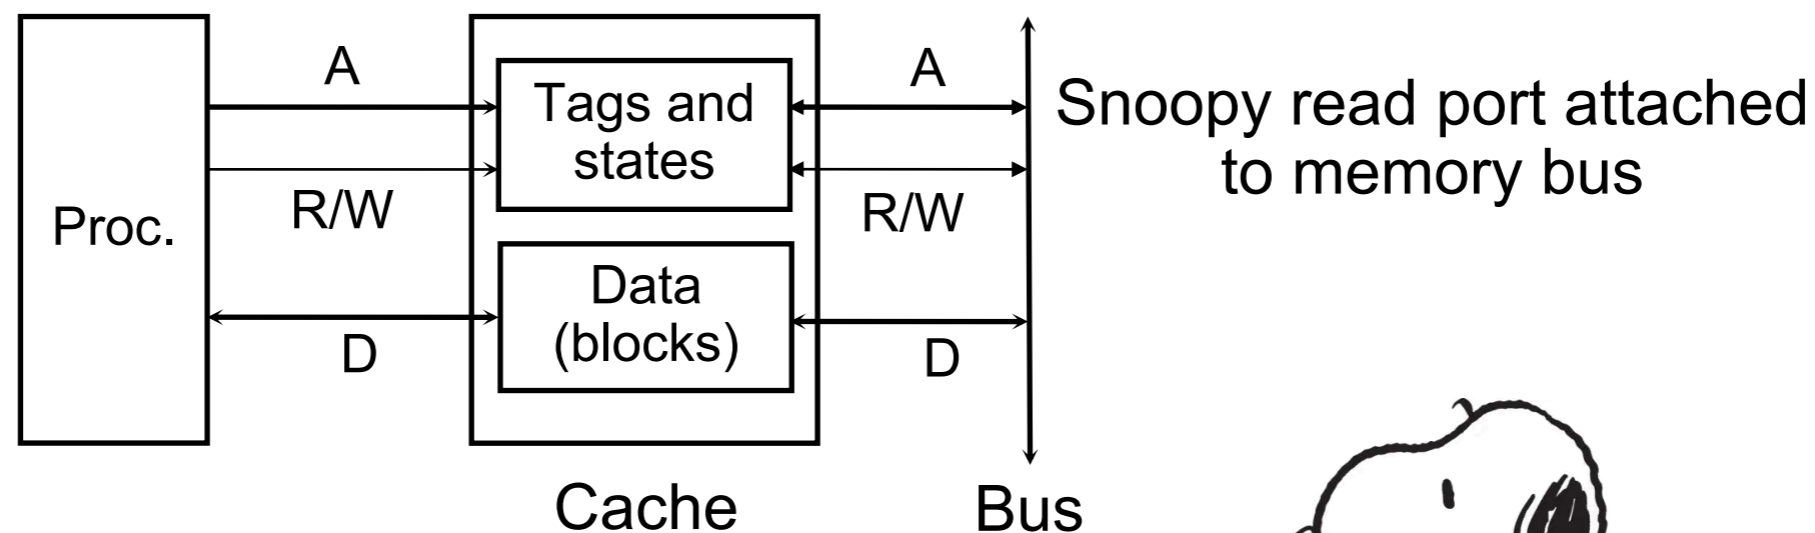 Proc.
A
R/W
D
Tags and
states
Data
(blocks)
Cache
A
R/W
D
Bus
Snoopy read port attached
to memory bus